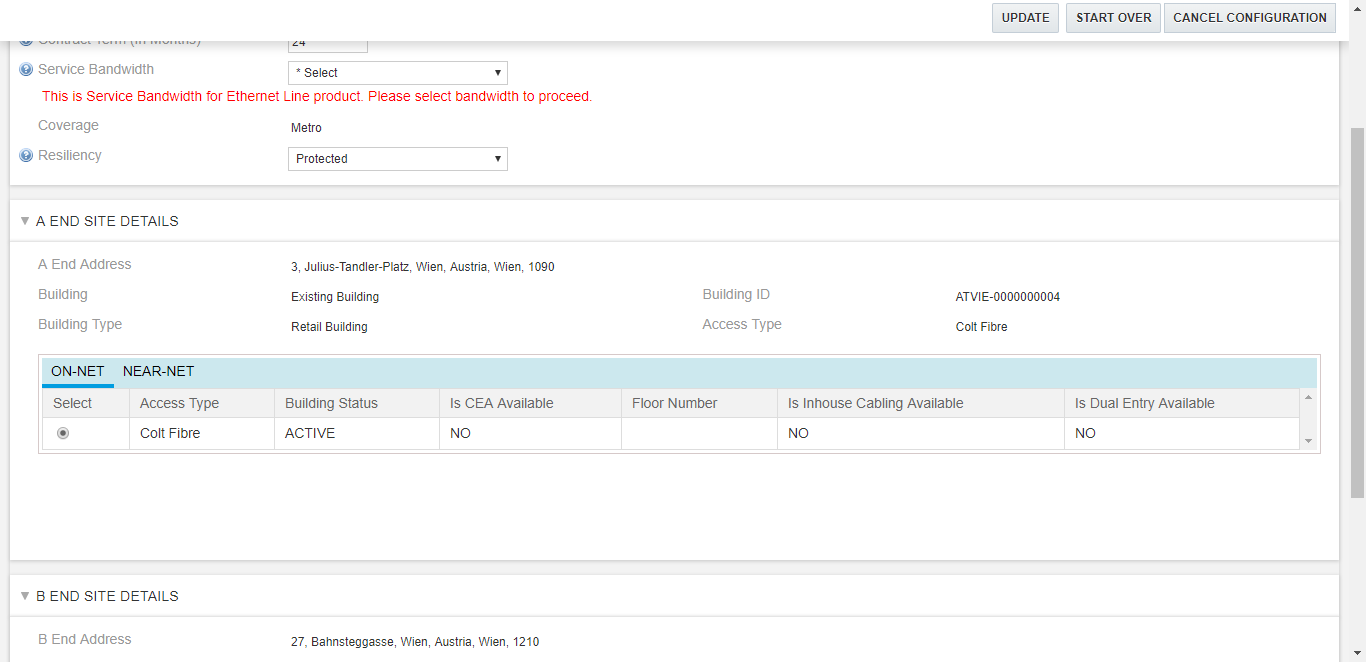 UPDATE START OVER CANCEL CONFIGURATION
Contract Term (In Months) 24
Service Bandwidth * Select
This is Service Bandwidth for Ethernet Line product. Please select bandwidth to proceed.
Coverage Metro
Resiliency Protected
A END SITE DETAILS
A End Address 3, Julius-Tandler-Platz, Wien, Austria, Wien, 1090
Building Existing Building Building ID ATVIE-0000000004
Building Type Retail Building Access Type Colt Fibre
ON-NET NEAR-NET
Select Access Type Building Status Is CEA Available Floor Number Is Inhouse Cabling Available Is Dual Entry Available
Colt Fibre ACTIVE NO NO NO
B END SITE DETAILS
B End Address 27, Bahnsteggasse, Wien, Austria, Wien, 1210